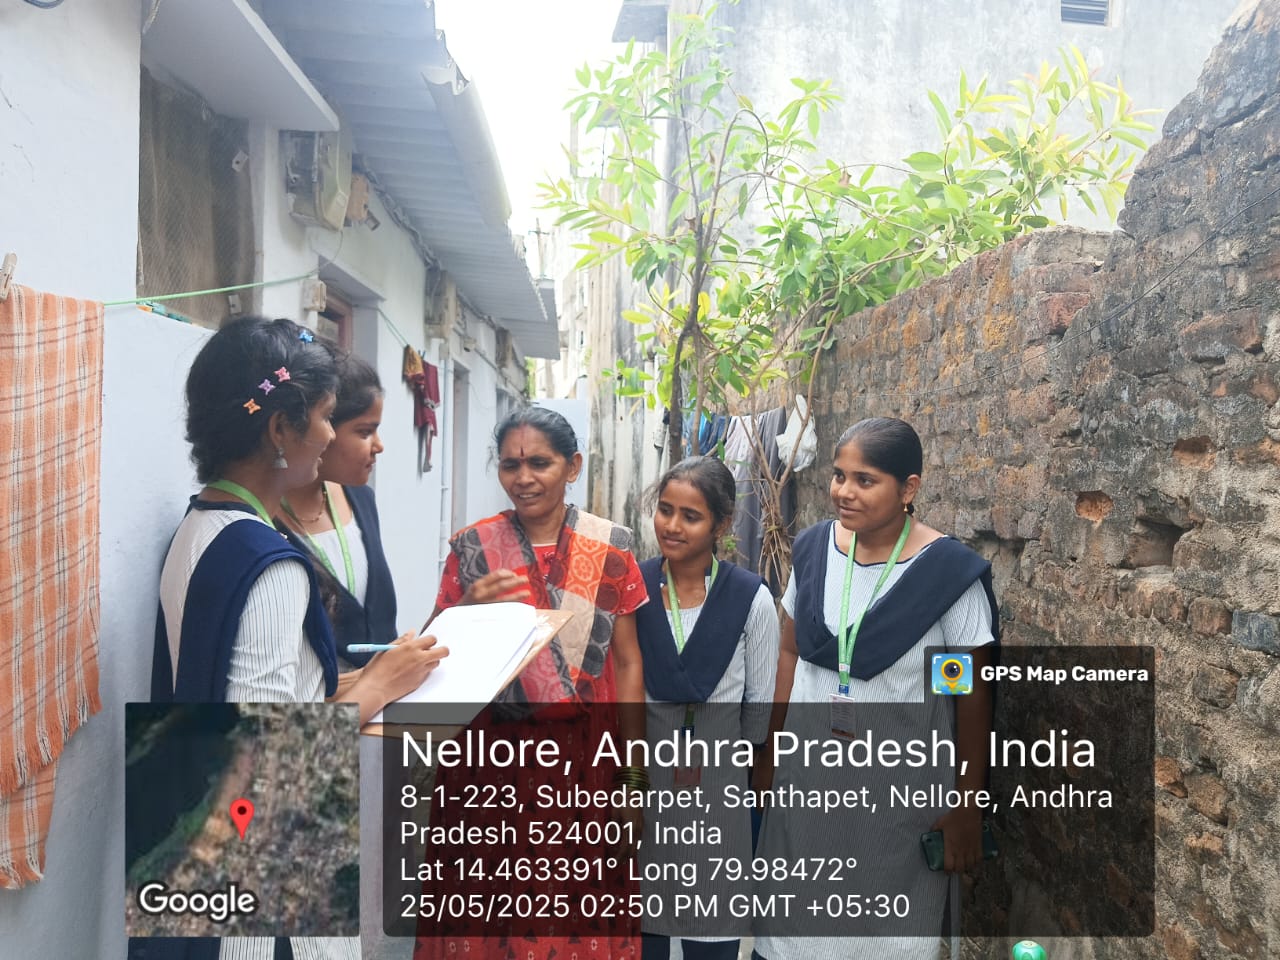 GPS Map Camera
Nellore, Andhra Pradesh, India
8-1-223, Subedarpet, Santhapet, Nellore, Andhra
Pradesh 524001, India
Lat 14.463391° Long 79.98472°
25/05/2025 02:50 PM GMT +05:30
Google